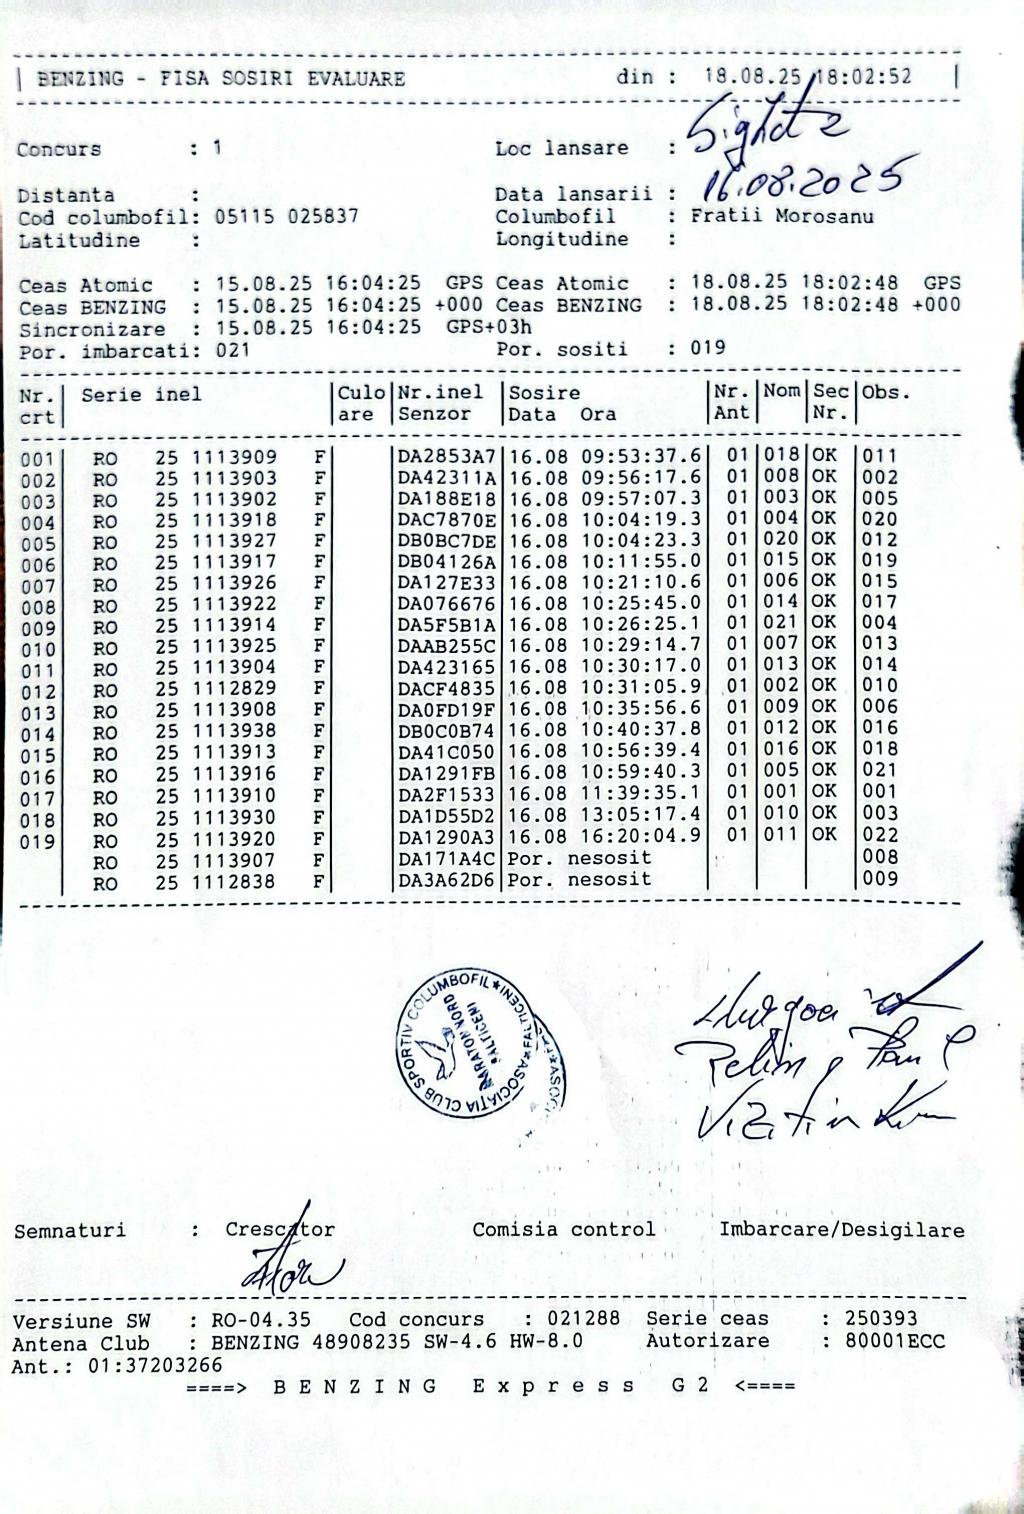 BENZING - FISA SOSIRI EVALUARE din : 18.08.25 18:02:52
Concurs : 1 Loc lansare : Sighet 2
Distanta : Data lansarii : 16.08.2025
Cod columbofil: 05115 025837 Columbofil : Fratii Morosanu
Latitudine : Longitudine :
Ceas Atomic : 15.08.25 16:04:25 GPS Ceas Atomic : 18.08.25 18:02:48 GPS
Ceas BENZING : 15.08.25 16:04:25 +000 Ceas BENZING : 18.08.25 18:02:48 +000
Sincronizare : 15.08.25 16:04:25 GPS+03h
Por. imbarcati: 021 Por. sositi : 019
Nr. Serie inel Culo Nr.inel Sosire Nr. Nom Sec Obs.
crt are Senzor Data Ora Ant Nr.
001 RO 25 1113909 F DA2853A7 16.08 09:53:37.6 01 018 OK 011
002 RO 25 1113903 F DA42311A 16.08 09:56:17.6 01 008 OK 002
003 RO 25 1113902 F DA188E18 16.08 09:57:07.3 01 003 OK 005
004 RO 25 1113918 F DAC7870E 16.08 10:04:19.3 01 004 OK 020
005 RO 25 1113927 F DB0BC7DE 16.08 10:04:23.3 01 020 OK 012
006 RO 25 1113917 F DB04126A 16.08 10:11:55.0 01 015 OK 019
007 RO 25 1113926 F DA127E33 16.08 10:21:10.6 01 006 OK 015
008 RO 25 1113922 F DA076676 16.08 10:25:45.0 01 014 OK 017
009 RO 25 1113914 F DA5F5B1A 16.08 10:26:25.1 01 021 OK 004
010 RO 25 1113925 F DAAB255C 16.08 10:29:14.7 01 007 OK 013
011 RO 25 1113904 F DA423165 16.08 10:30:17.0 01 013 OK 014
012 RO 25 1112829 F DACF4835 16.08 10:31:05.9 01 002 OK 010
013 RO 25 1113908 F DA0FD19F 16.08 10:35:56.6 01 009 OK 006
014 RO 25 1113938 F DB0C0B74 16.08 10:40:37.8 01 012 OK 016
015 RO 25 1113913 F DA41C050 16.08 10:56:39.4 01 016 OK 018
016 RO 25 1113916 F DA1291FB 16.08 10:59:40.3 01 005 OK 021
017 RO 25 1113910 F DA2F1533 16.08 11:39:35.1 01 001 OK 001
018 RO 25 1113930 F DA1D55D2 16.08 13:05:17.4 01 010 OK 003
019 RO 25 1113920 F DA1290A3 16.08 16:20:04.9 01 011 OK 022
RO 25 1113907 F DA171A4C Por. nesosit 008
RO 25 1112838 F DA3A62D6 Por. nesosit 009
ASOCIATIA CLUB SPORTIV COLUMBOFIL
MARATON NORD
FALTICENI
Semnaturi : Crescator Comisia control Imbarcare/Desigilare
Versiune SW : RO-04.35 Cod concurs : 021288 Serie ceas : 250393
Antena Club : BENZING 48908235 SW-4.6 HW-8.0 Autorizare : 80001ECC
Ant.: 01:37203266
====> BENZING Express G2 <====